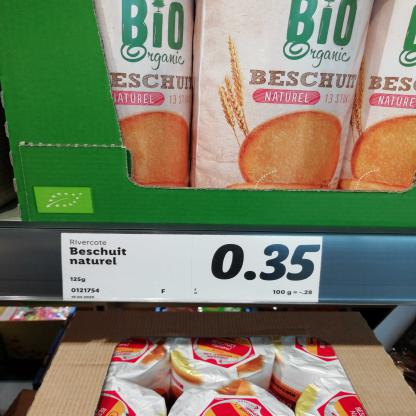 BIO
Organic
BESCHUIT
NATUREL
BIO
Organic
BESCHUIT
NATUREL 13 STUKS
BESCHUIT
NATUREL
Rivercote
Beschuit
naturel
125g
0121754
F
0.35
100 g = -.28